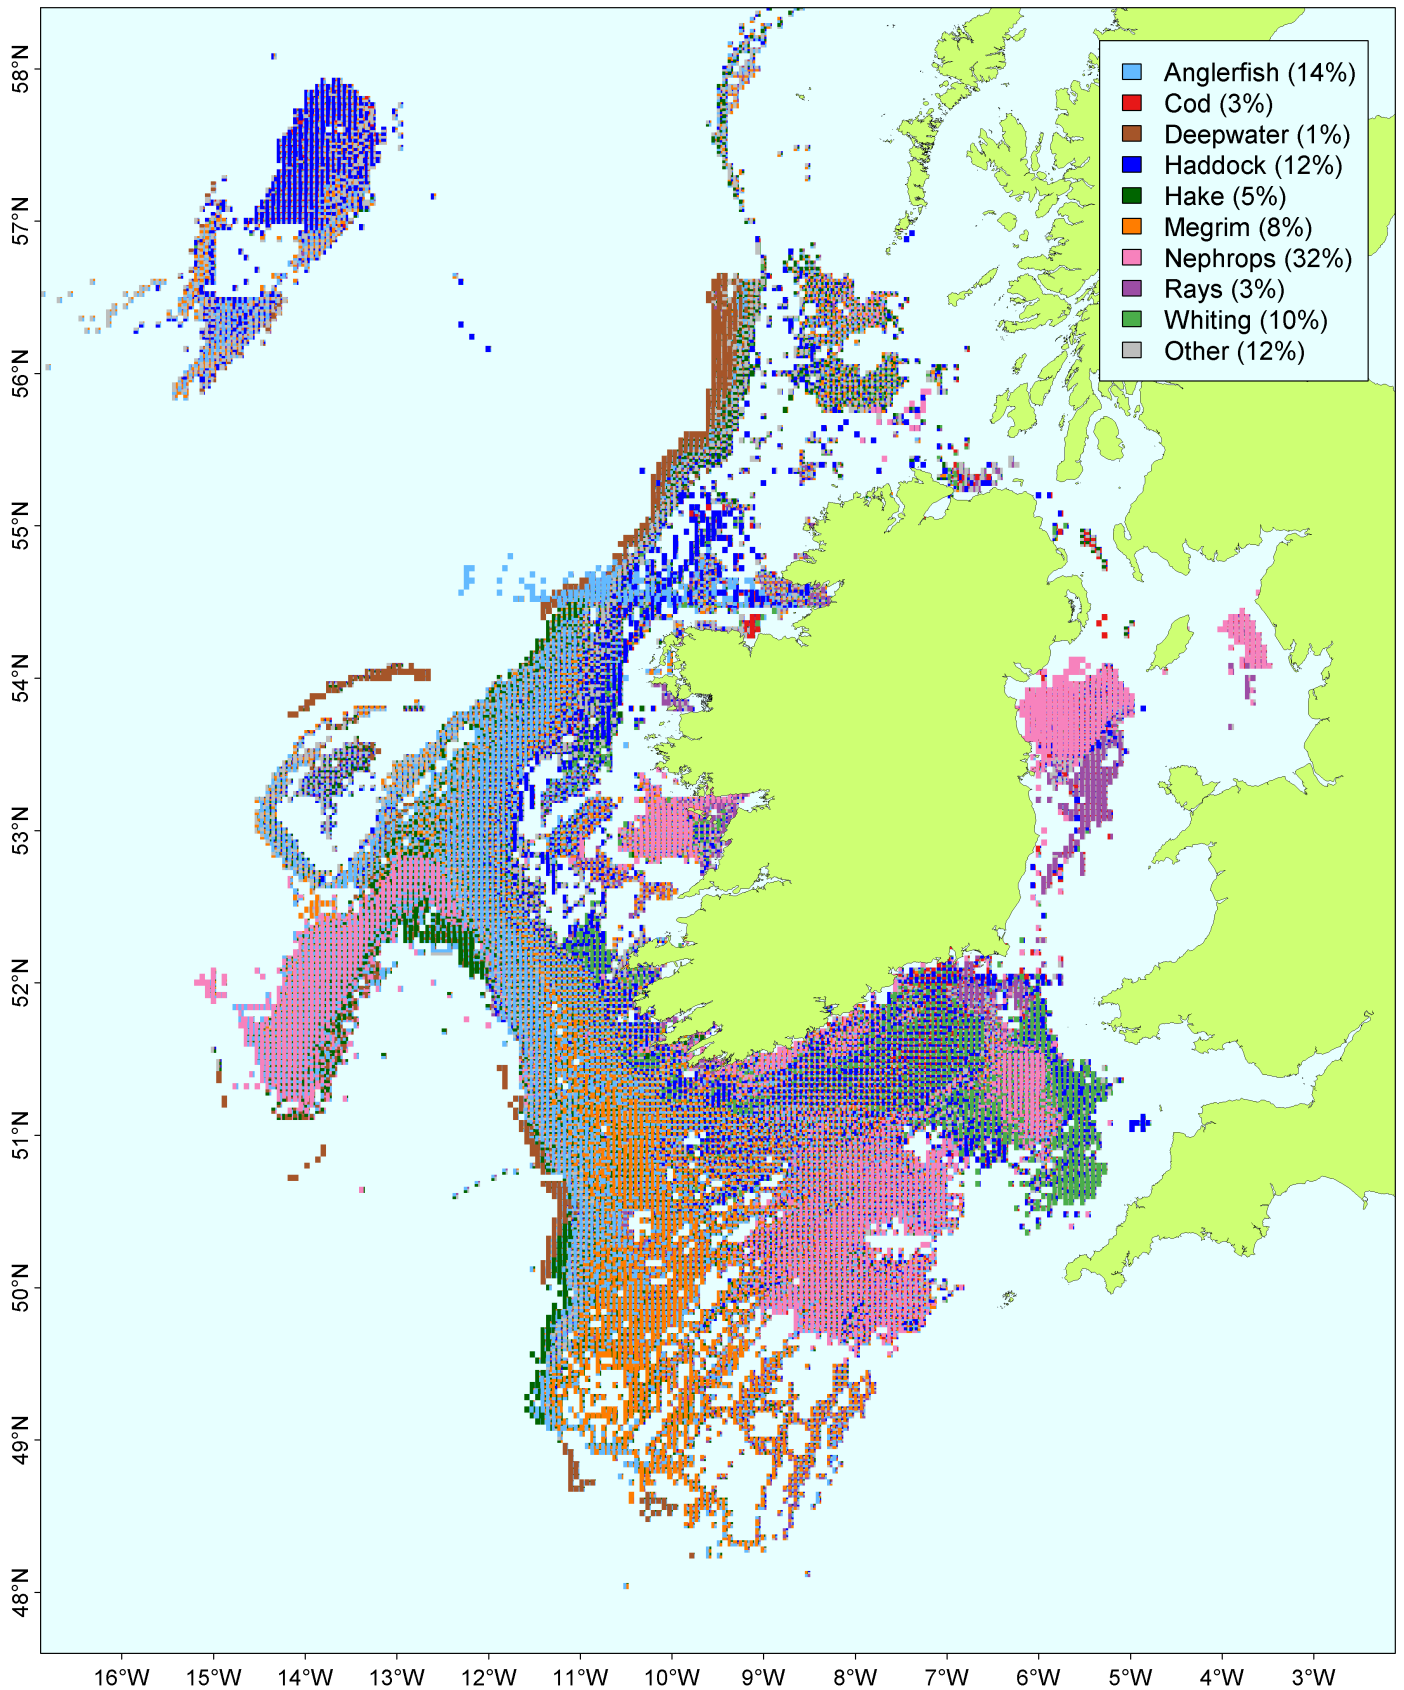 Anglerfish (14%)
Cod (3%)
Deepwater (1%)
Haddock (12%)
Hake (5%)
Megrim (8%)
Nephrops (32%)
Rays (3%)
Whiting (10%)
Other (12%)
58°N
57°N
56°N
55°N
54°N
53°N
52°N
51°N
50°N
49°N
48°N
16°W 15°W 14°W 13°W 12°W 11°W 10°W 9°W 8°W 7°W 6°W 5°W 4°W 3°W